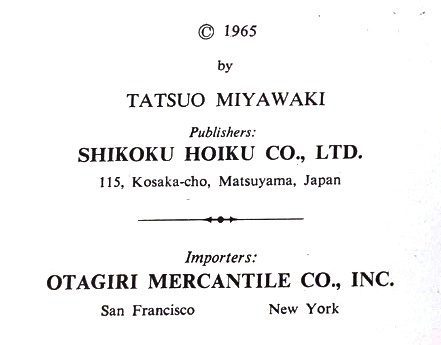 © 1965
by
TATSUO MIYAWAKI
Publishers:
SHIKOKU HOIKU CO., LTD.
115, Kosaka-cho, Matsuyama, Japan
Importers:
OTAGIRI MERCANTILE CO., INC.
San Francisco New York